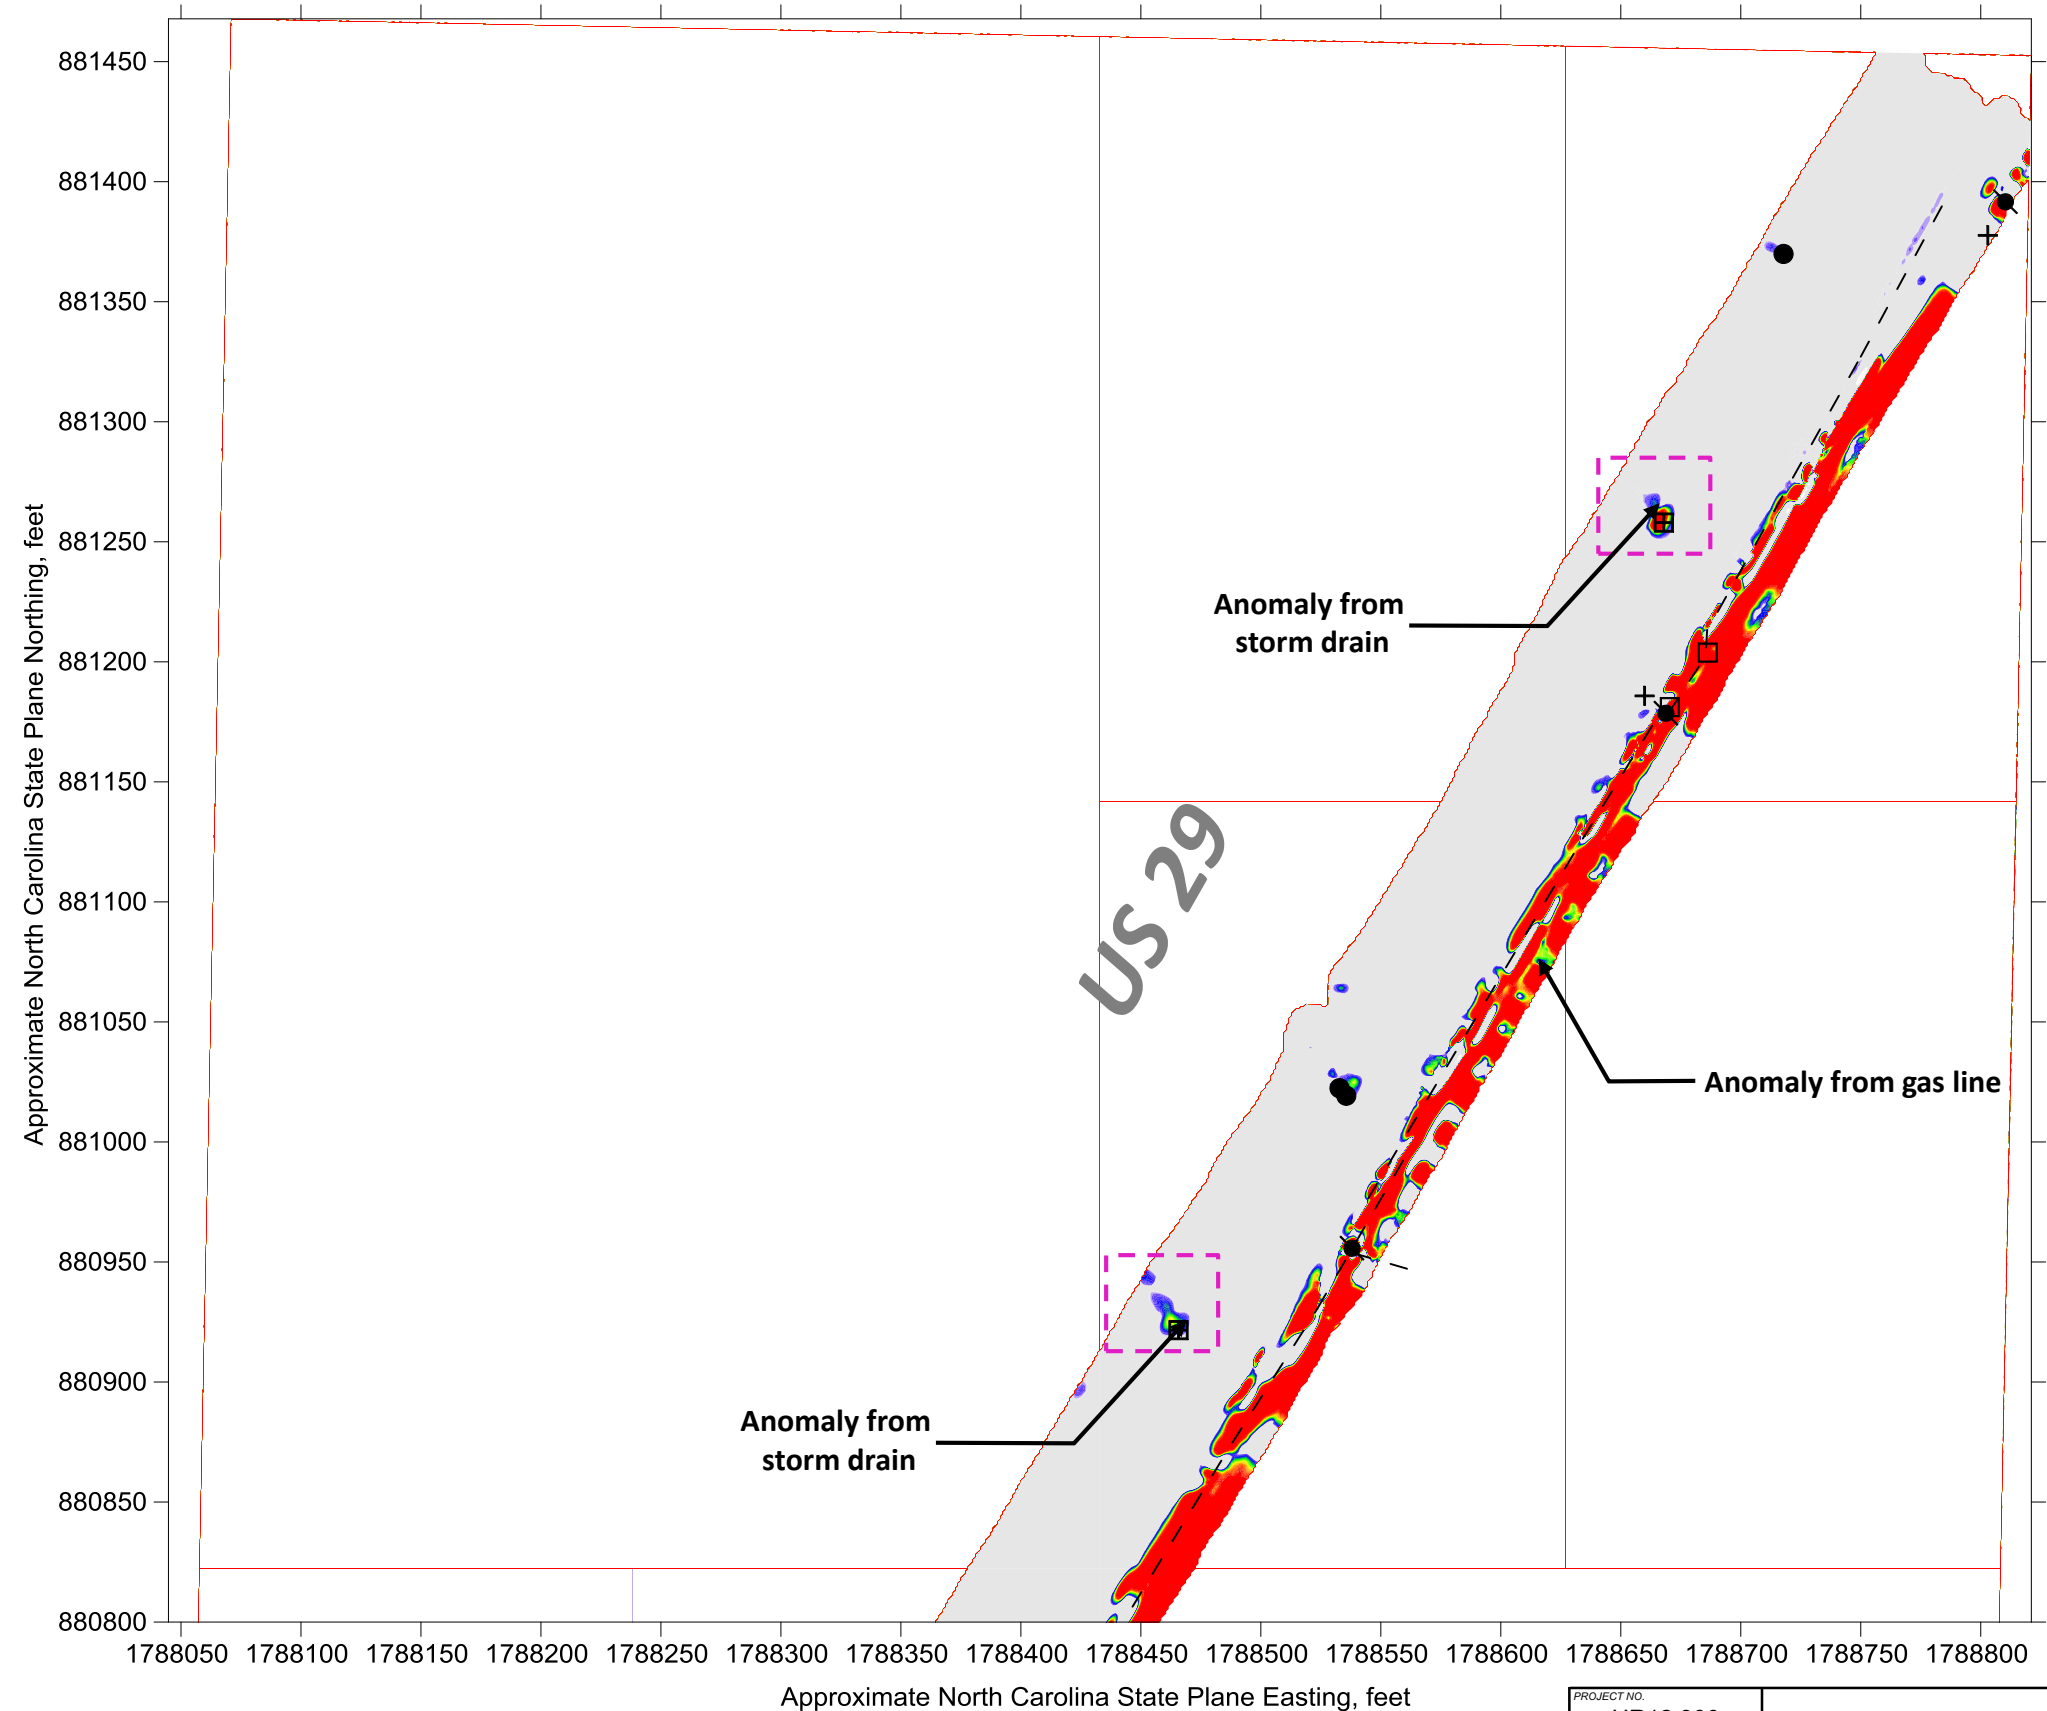 881450
881400
881350
881300
881250
881200
881150
881100
881050
881000
880950
880900
880850
880800
Approximate North Carolina State Plane Northing, feet
Anomaly from
storm drain
US 29
Anomaly from gas line
Anomaly from
storm drain
1788050 1788100 1788150 1788200 1788250 1788300 1788350 1788400 1788450 1788500 1788550 1788600 1788650 1788700 1788750 1788800
Approximate North Carolina State Plane Easting, feet
PROJECT NO.